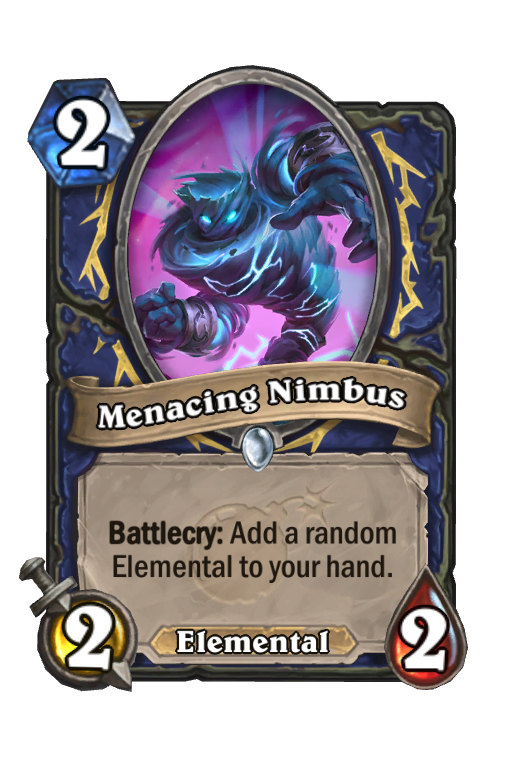 2
Menacing Nimbus
Battlecry: Add a random
Elemental to your hand.
2
Elemental
2